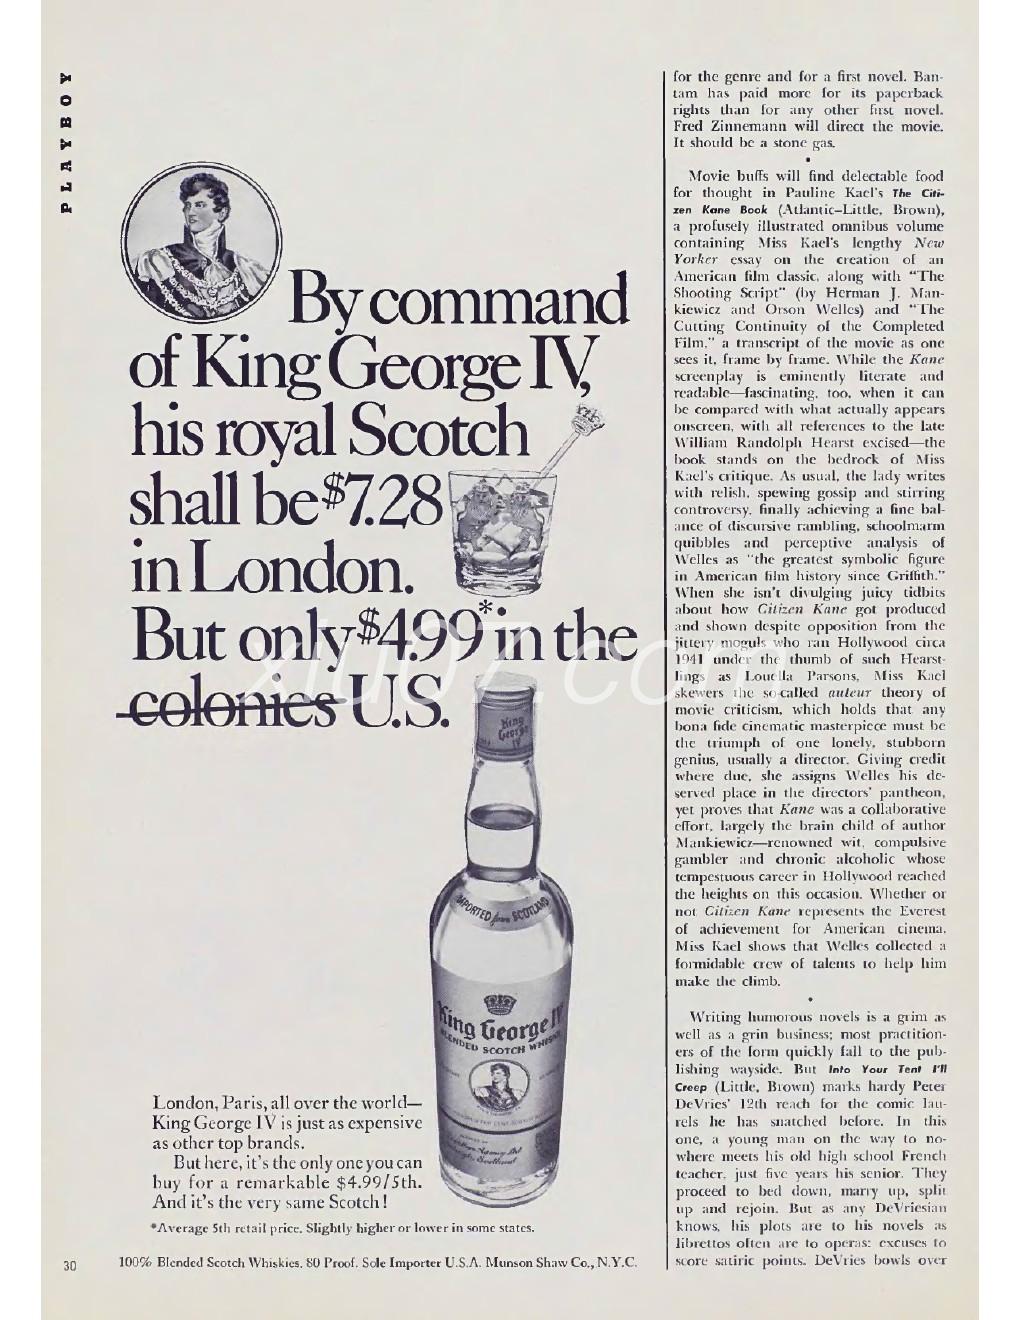 PLAYBOY
By command
of King George IV,
his royal Scotch
shall be $7.28
in London.
But only $4.99* in the
colonies U.S.
King
George
IV
IMPORTED from SCOTLAND
King George IV
BLENDED SCOTCH WHISKY
London, Paris, all over the world—
King George IV is just as expensive
as other top brands.
But here, it's the only one you can
buy for a remarkable $4.99/5th.
And it's the very same Scotch!
*Average 5th retail price. Slightly higher or lower in some states.
100% Blended Scotch Whiskies. 80 Proof. Sole Importer U.S.A. Munson Shaw Co., N.Y.C.
30
for the genre and for a first novel. Ban-
tam has paid more for its paperback
rights than for any other first novel.
Fred Zinnemann will direct the movie.
It should be a stone gas.
•
Movie buffs will find delectable food
for thought in Pauline Kael's The Citi-
zen Kane Book (Atlantic–Little, Brown),
a profusely illustrated omnibus volume
containing Miss Kael's lengthy New
Yorker essay on the creation of an
American film classic, along with "The
Shooting Script" (by Herman J. Man-
kiewicz and Orson Welles) and "The
Cutting Continuity of the Completed
Film," a transcript of the movie as one
sees it, frame by frame. While the Kane
screenplay is eminently literate and
readable—fascinating, too, when it can
be compared with what actually appears
onscreen, with all references to the late
William Randolph Hearst excised—the
book stands on the bedrock of Miss
Kael's critique. As usual, the lady writes
with relish, spewing gossip and stirring
controversy, finally achieving a fine bal-
ance of discursive rambling, schoolmarm
quibbles and perceptive analysis of
Welles as "the greatest symbolic figure
in American film history since Griffith."
When she isn't divulging juicy tidbits
about how Citizen Kane got produced
and shown despite opposition from the
jittery moguls who ran Hollywood circa
1941 under the thumb of such Hearst-
lings as Louella Parsons, Miss Kael
skewers the so-called auteur theory of
movie criticism, which holds that any
bona fide cinematic masterpiece must be
the triumph of one lonely, stubborn
genius, usually a director. Giving credit
where due, she assigns Welles his de-
served place in the directors' pantheon,
yet proves that Kane was a collaborative
effort, largely the brain child of author
Mankiewicz—renowned wit, compulsive
gambler and chronic alcoholic whose
tempestuous career in Hollywood reached
the heights on this occasion. Whether or
not Citizen Kane represents the Everest
of achievement for American cinema,
Miss Kael shows that Welles collected a
formidable crew of talents to help him
make the climb.
•
Writing humorous novels is a grim as
well as a grin business; most practition-
ers of the form quickly fall to the pub-
lishing wayside. But Into Your Tent I'll
Creep (Little, Brown) marks hardy Peter
DeVries' 12th reach for the comic lau-
rels he has snatched before. In this
one, a young man on the way to no-
where meets his old high school French
teacher, just five years his senior. They
proceed to bed down, marry up, split
up and rejoin. But as any DeVriesian
knows, his plots are to his novels as
librettos often are to operas: excuses to
score satiric points. DeVries bowls over
xiu07.com